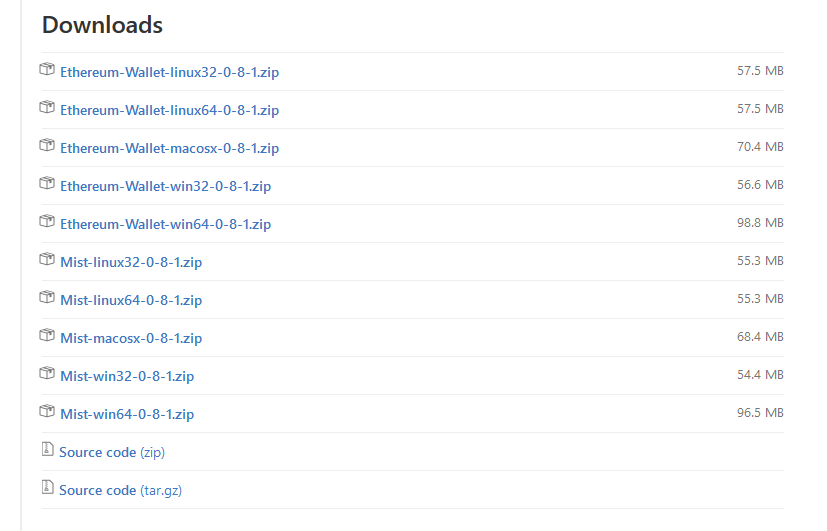 Downloads
Ethereum-Wallet-linux32-0-8-1.zip 57.5 MB
Ethereum-Wallet-linux64-0-8-1.zip 57.5 MB
Ethereum-Wallet-macosx-0-8-1.zip 70.4 MB
Ethereum-Wallet-win32-0-8-1.zip 56.6 MB
Ethereum-Wallet-win64-0-8-1.zip 98.8 MB
Mist-linux32-0-8-1.zip 55.3 MB
Mist-linux64-0-8-1.zip 55.3 MB
Mist-macosx-0-8-1.zip 68.4 MB
Mist-win32-0-8-1.zip 54.4 MB
Mist-win64-0-8-1.zip 96.5 MB
Source code (zip)
Source code (tar.gz)